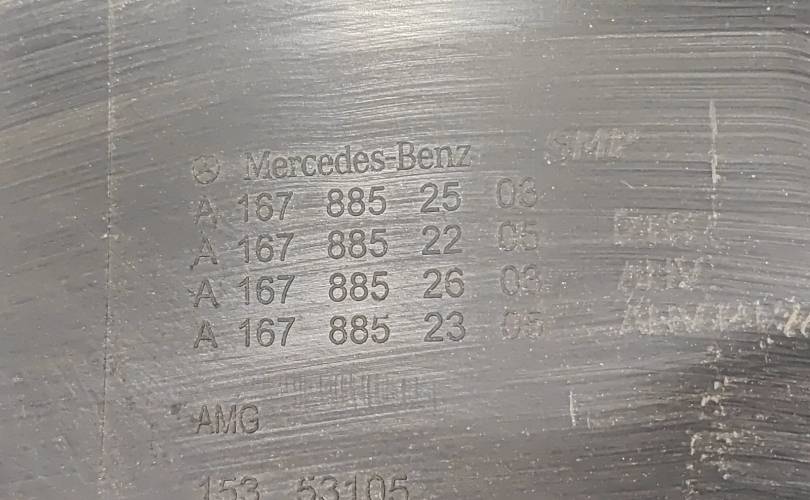 Mercedes-Benz
A 167 885 25 03
A 167 885 22 05
A 167 885 26 03
A 167 885 23 05
AMG
153 53105